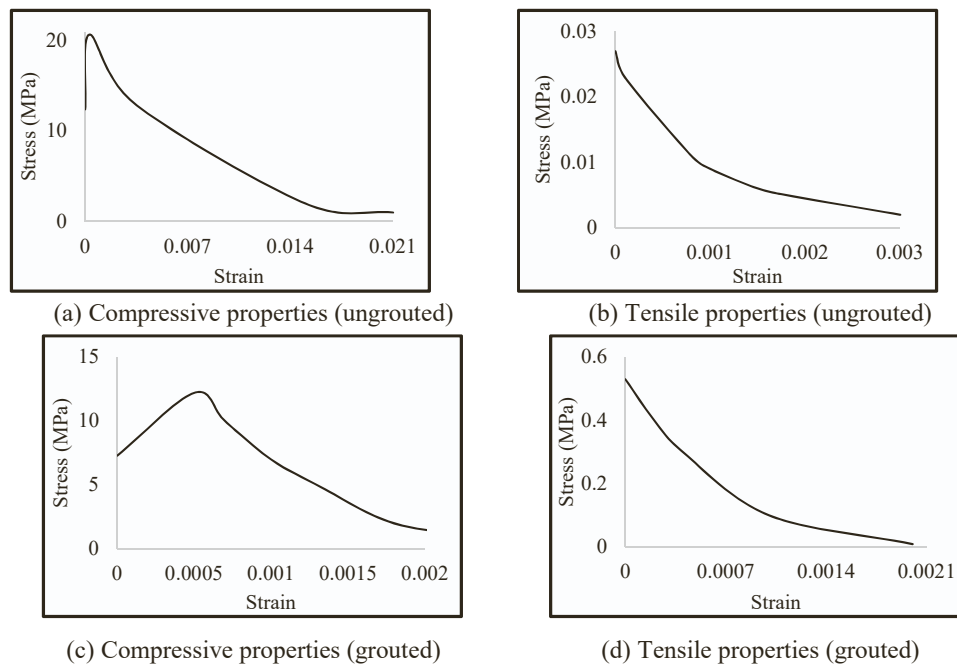 Stress (MPa)
20
10
0
0 0.007 0.014 0.021
Strain
(a) Compressive properties (ungrouted)
Stress (MPa)
0.03
0.02
0.01
0
0 0.001 0.002 0.003
Strain
(b) Tensile properties (ungrouted)
Stress (MPa)
15
10
5
0
0 0.0005 0.001 0.0015 0.002
Strain
(c) Compressive properties (grouted)
Stress (MPa)
0.6
0.4
0.2
0
0 0.0007 0.0014 0.0021
Strain
(d) Tensile properties (grouted)